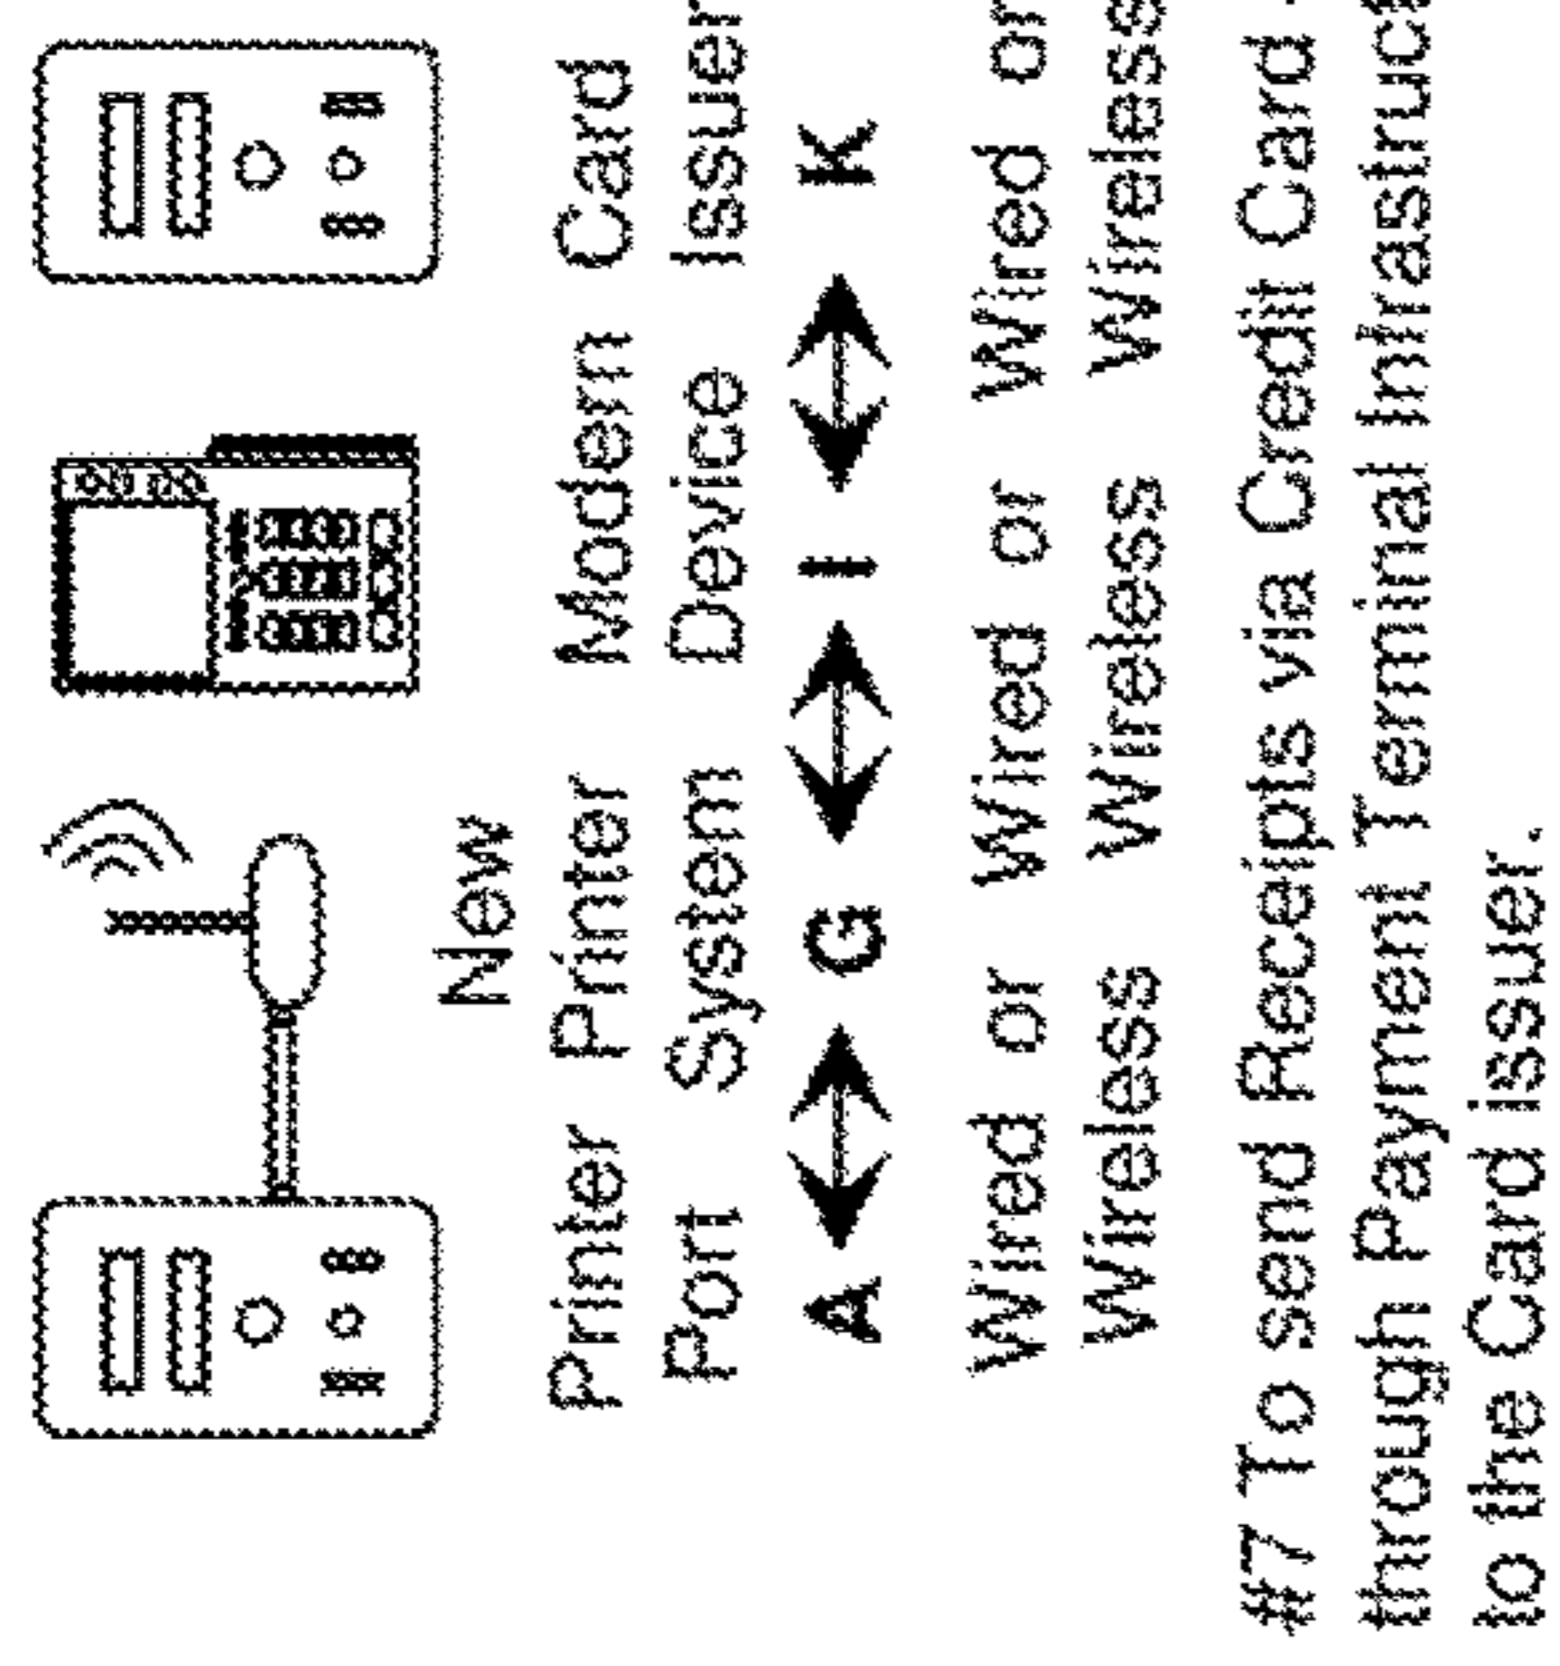 New
Printer Printer Modem Card
Port System Device Issuer
A G I K
Wired or Wired or Wired or
Wireless Wireless Wireless
#7 To send Receipts via Credit Card
through Payment Terminal
to the Card issuer.